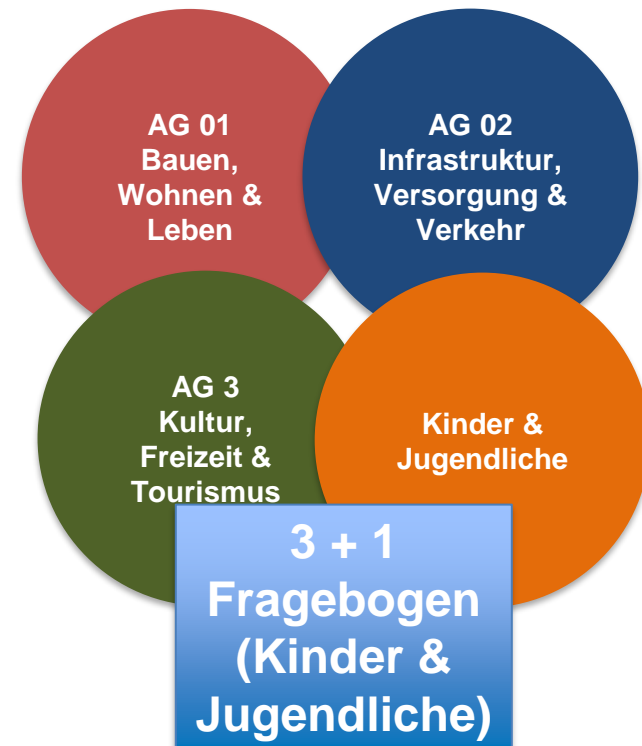 AG 01
Bauen,
Wohnen &
Leben
AG 02
Infrastruktur,
Versorgung &
Verkehr
AG 3
Kultur,
Freizeit &
Tourismus
Kinder &
Jugendliche
3 + 1
Fragebogen
(Kinder &
Jugendliche)